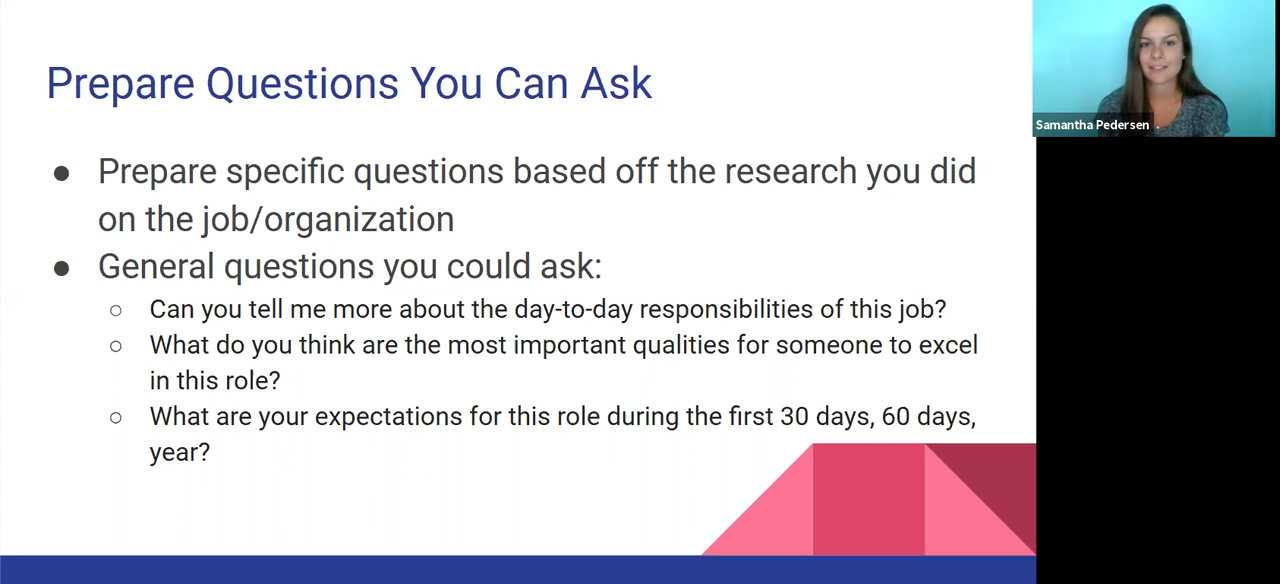 Prepare Questions You Can Ask
● Prepare specific questions based off the research you did
on the job/organization
● General questions you could ask:
○ Can you tell me more about the day-to-day responsibilities of this job?
○ What do you think are the most important qualities for someone to excel
in this role?
○ What are your expectations for this role during the first 30 days, 60 days,
year?
Samantha Pedersen .